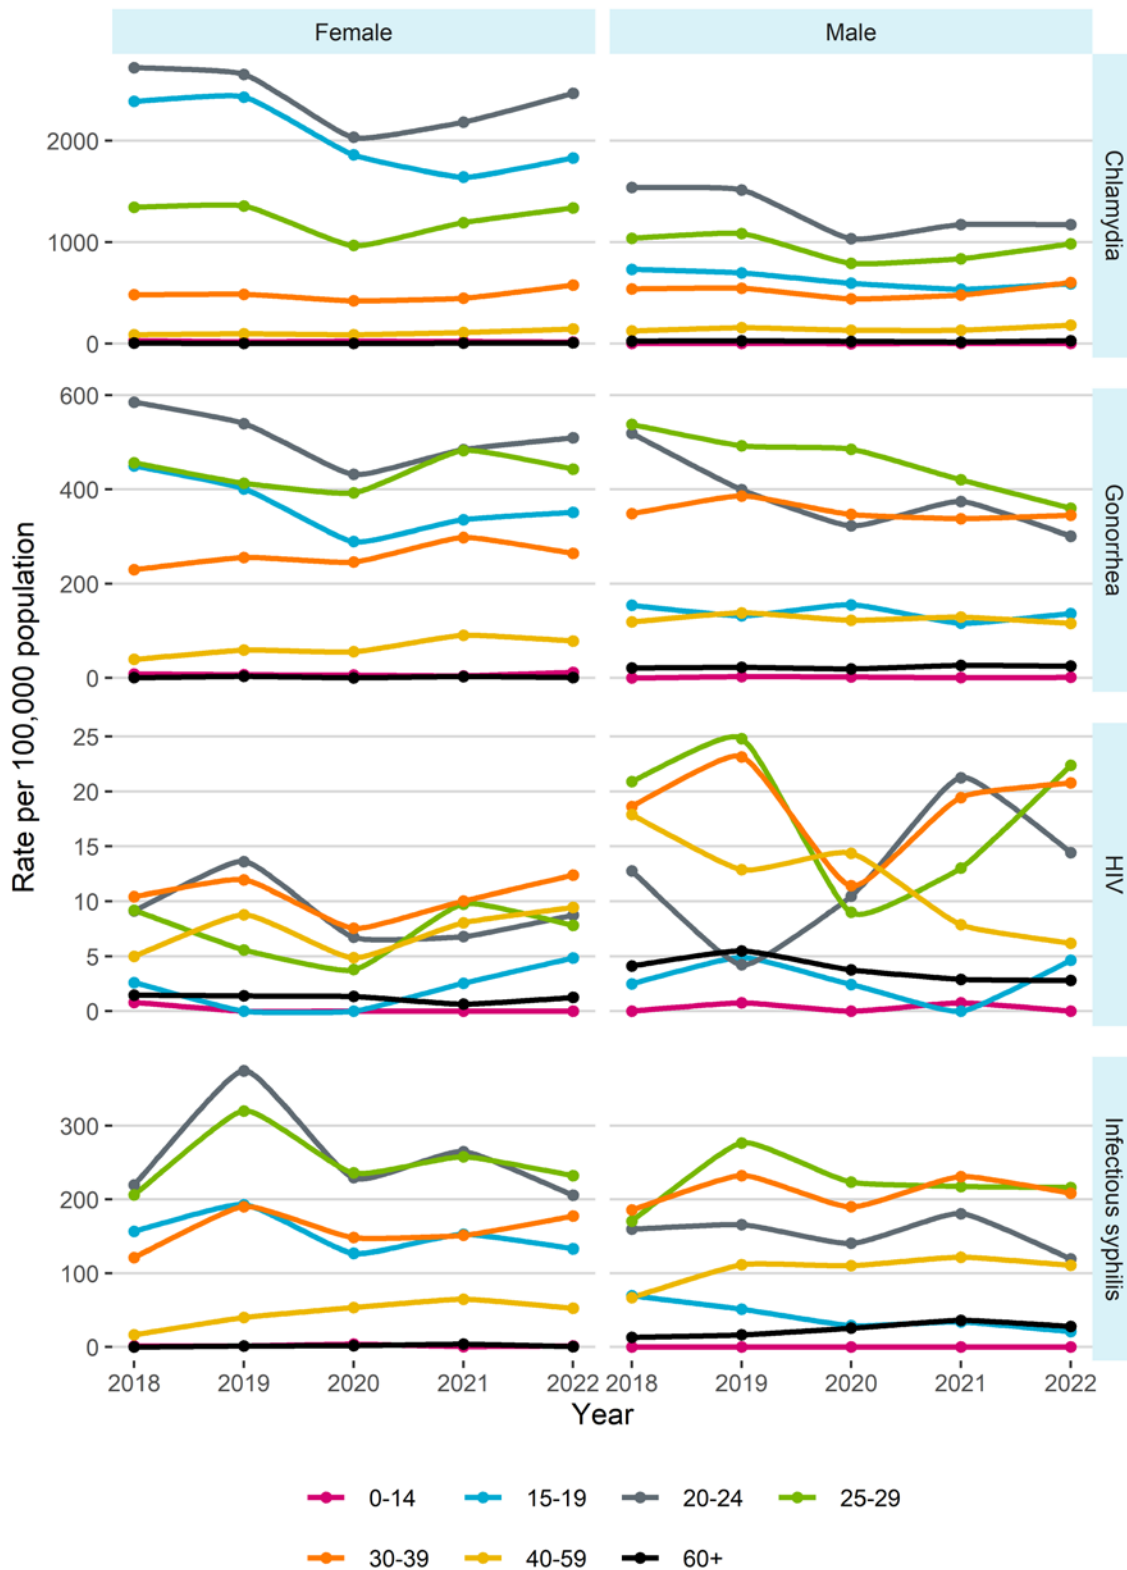 Female Male
2000
1000
0
Chlamydia
600
400
200
0
Gonorrhea
Rate per 100,000 population
25
20
15
10
5
0
HIV
300
200
100
0
Infectious syphilis
2018 2019 2020 2021 2022 2018 2019 2020 2021 2022
Year
0-14 15-19 20-24 25-29
30-39 40-59 60+